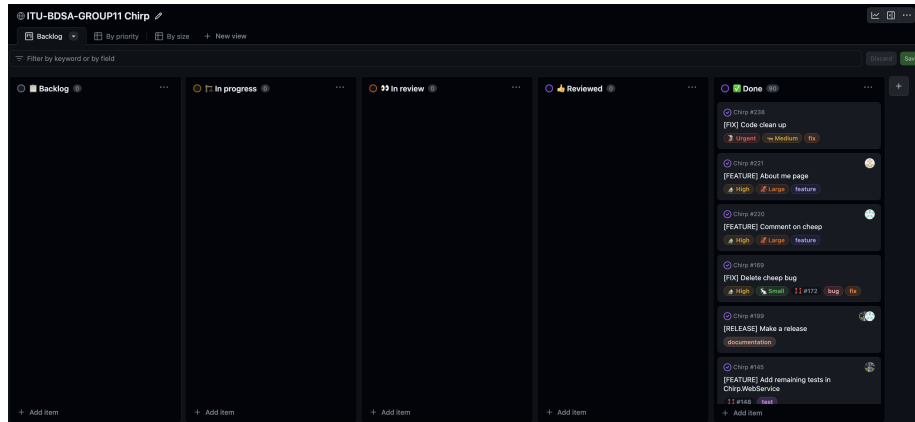 ITU-BDSA-GROUP11 Chirp
Backlog
By priority
By size
+ New view
Filter by keyword or by field
Discard
Sav
Backlog 0
In progress 0
In review 0
Reviewed 0
Done 90
Chirp #238
[FIX] Code clean up
Urgent Medium fix
Chirp #221
[FEATURE] About me page
High Large feature
Chirp #220
[FEATURE] Comment on cheep
High Large feature
Chirp #169
[FIX] Delete cheep bug
High Small #172 bug fix
Chirp #199
[RELEASE] Make a release
documentation
Chirp #145
[FEATURE] Add remaining tests in
Chirp.WebService
#146 test
+ Add item
+ Add item
+ Add item
+ Add item
+ Add item